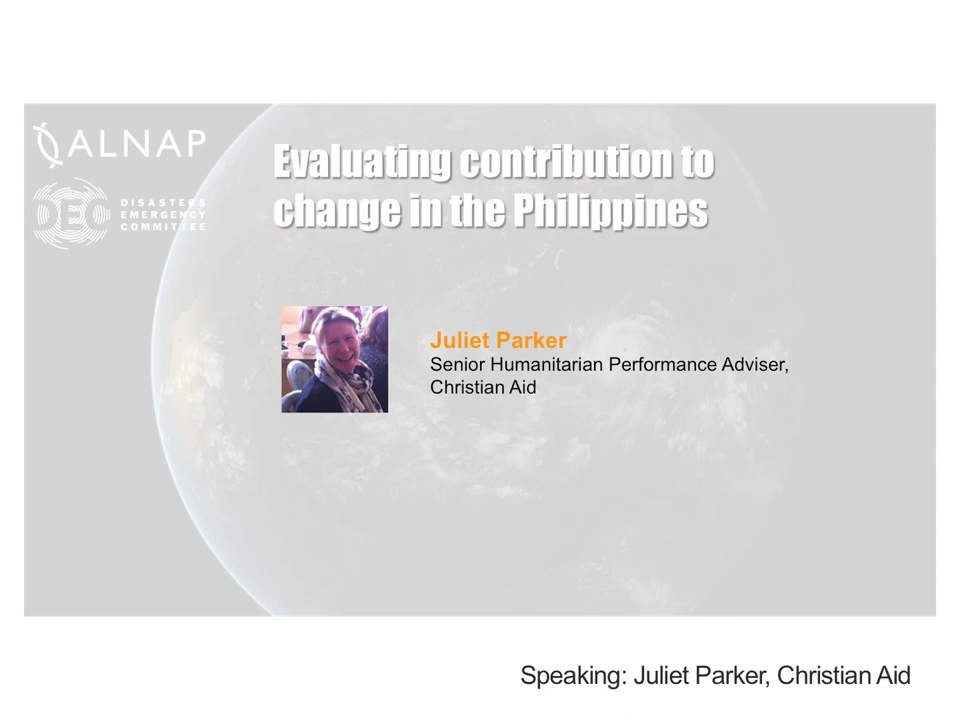 ALNAP
DEC
DISASTERS
EMERGENCY
COMMITTEE
Evaluating contribution to
change in the Philippines
Juliet Parker
Senior Humanitarian Performance Adviser,
Christian Aid
Speaking: Juliet Parker, Christian Aid